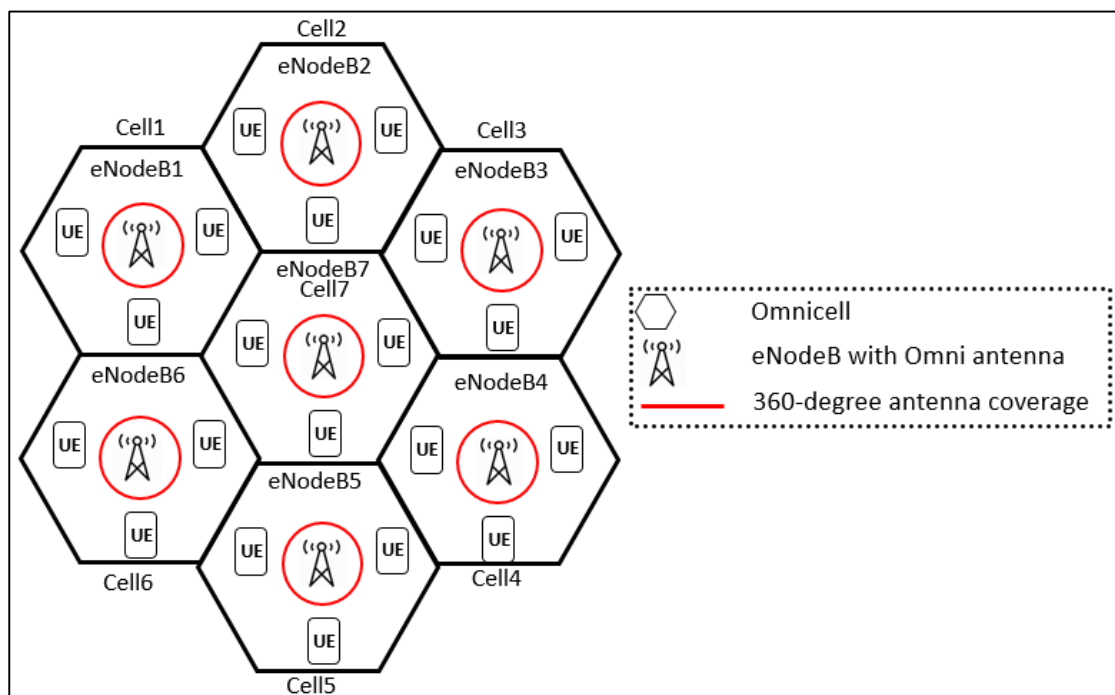 Cell2
eNodeB2
UE
UE
UE
Cell1
eNodeB1
UE
UE
UE
Cell3
eNodeB3
UE
UE
UE
eNodeB7
Cell7
UE
UE
UE
eNodeB6
UE
UE
UE
Cell6
eNodeB4
UE
UE
UE
Cell4
eNodeB5
UE
UE
UE
Cell5
Omnicell
eNodeB with Omni antenna
360-degree antenna coverage